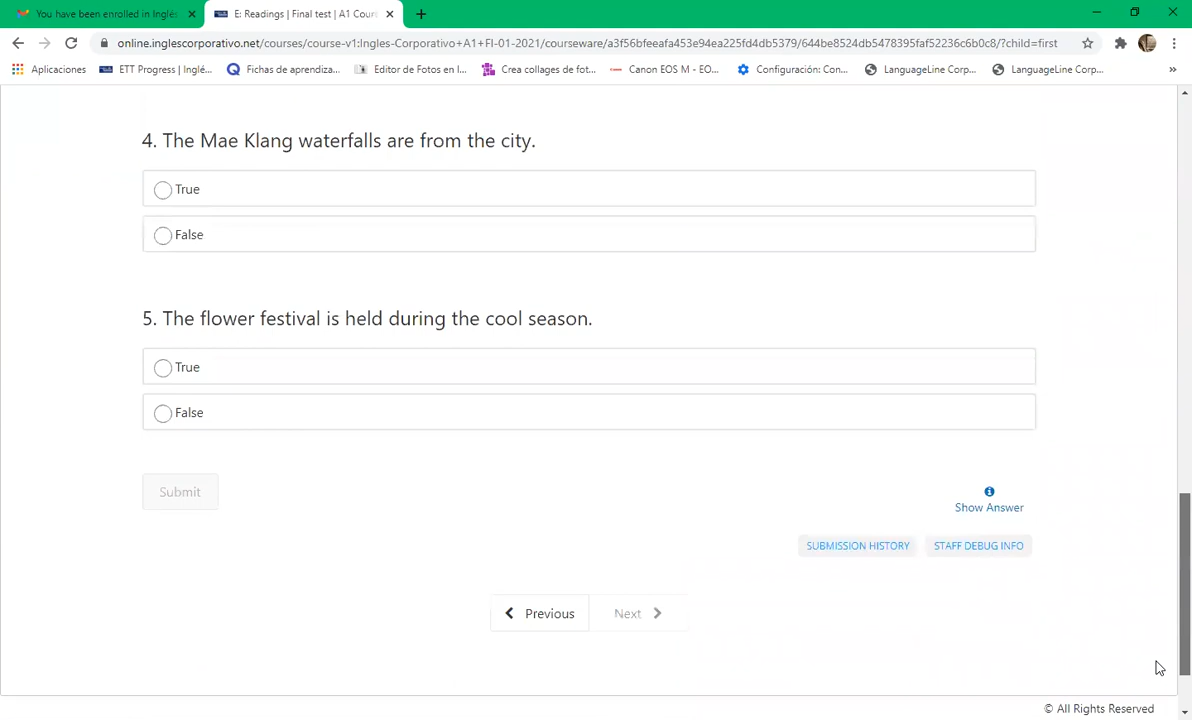 You have been enrolled in Inglés
E: Readings | Final test | A1 Cours
online.inglescorporativo.net/courses/course-v1:Ingles-Corporativo+A1+FI-01-2021/courseware/a3f56bfeeafa453e94ea225fd4db5379/644be8524db5478395faf52236c6b0c8/?child=first
Aplicaciones ETT Progress | Inglé... Fichas de aprendiza... Editor de Fotos en l... Crea collages de fot... Canon EOS M - EO... Configuración: Con... LanguageLine Corp... LanguageLine Corp... »
4. The Mae Klang waterfalls are from the city.
True
False
5. The flower festival is held during the cool season.
True
False
Submit
Show Answer
SUBMISSION HISTORY STAFF DEBUG INFO
Previous Next
© All Rights Reserved